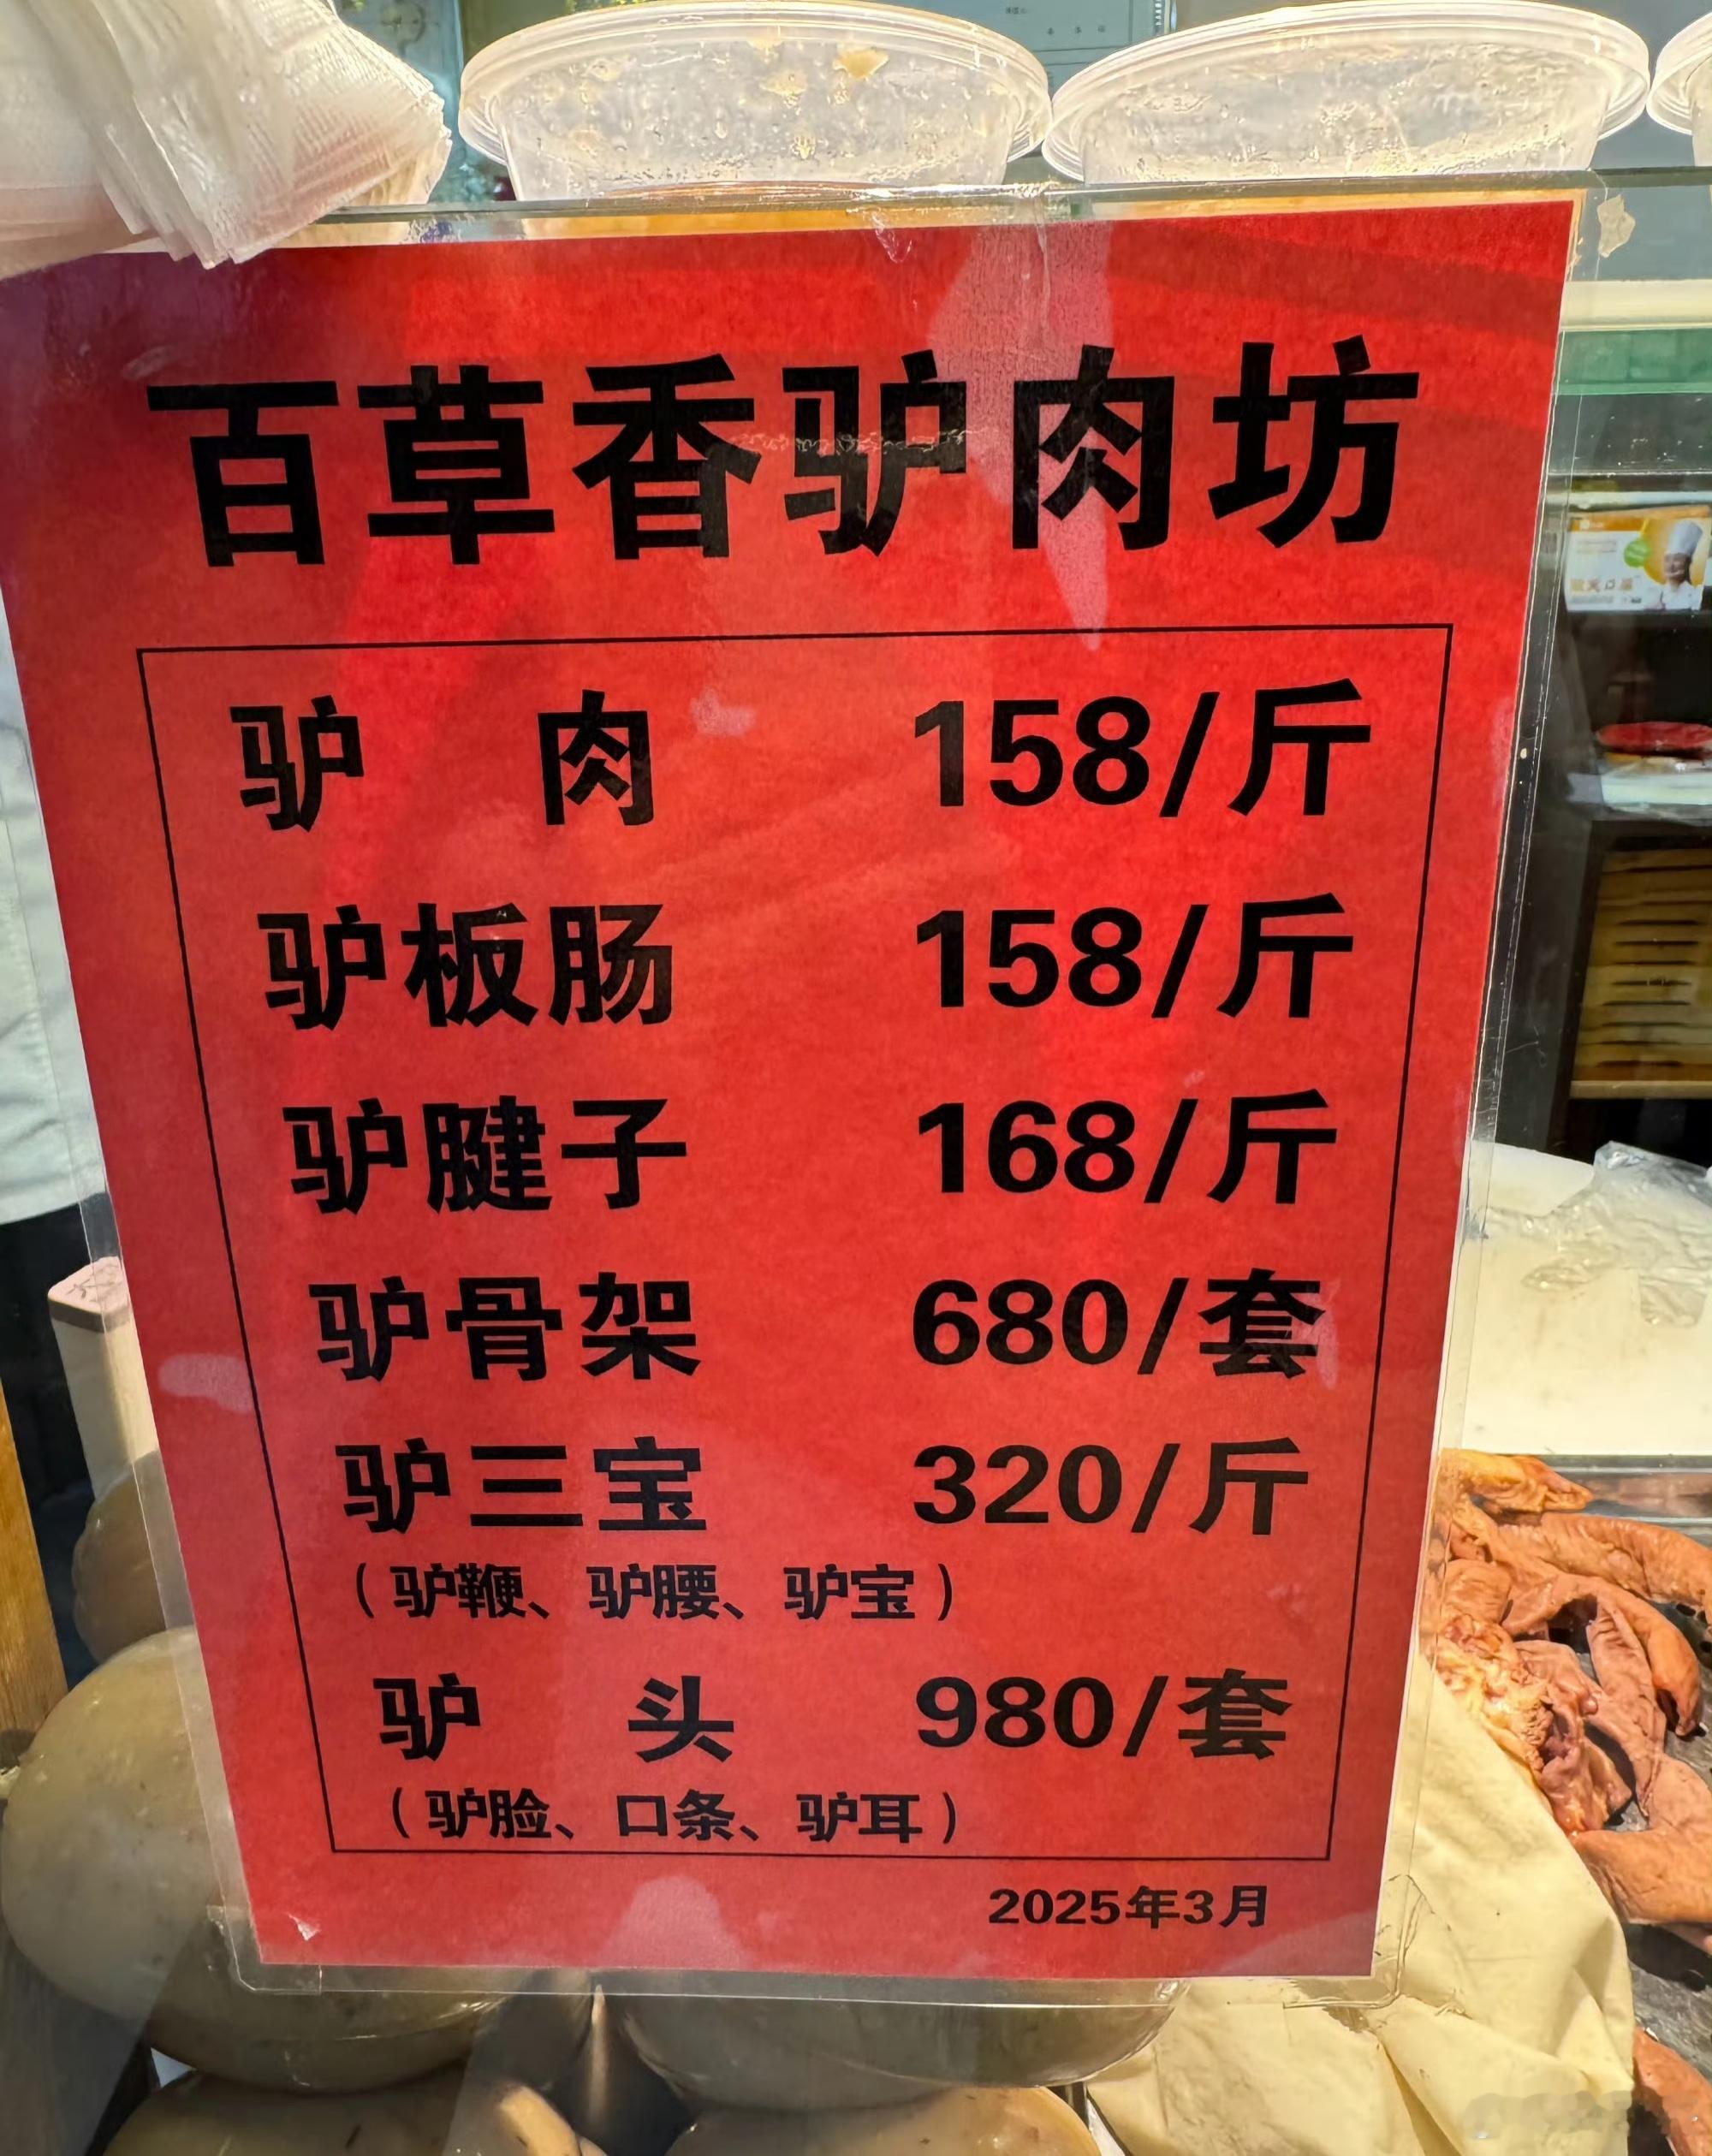 百草香驴肉坊
驴 肉 158/斤
驴板肠 158/斤
驴腱子 168/斤
驴骨架 680/套
驴三宝 320/斤
（驴鞭、驴腰、驴宝）
驴 头 980/套
（驴脸、口条、驴耳）
2025年3月